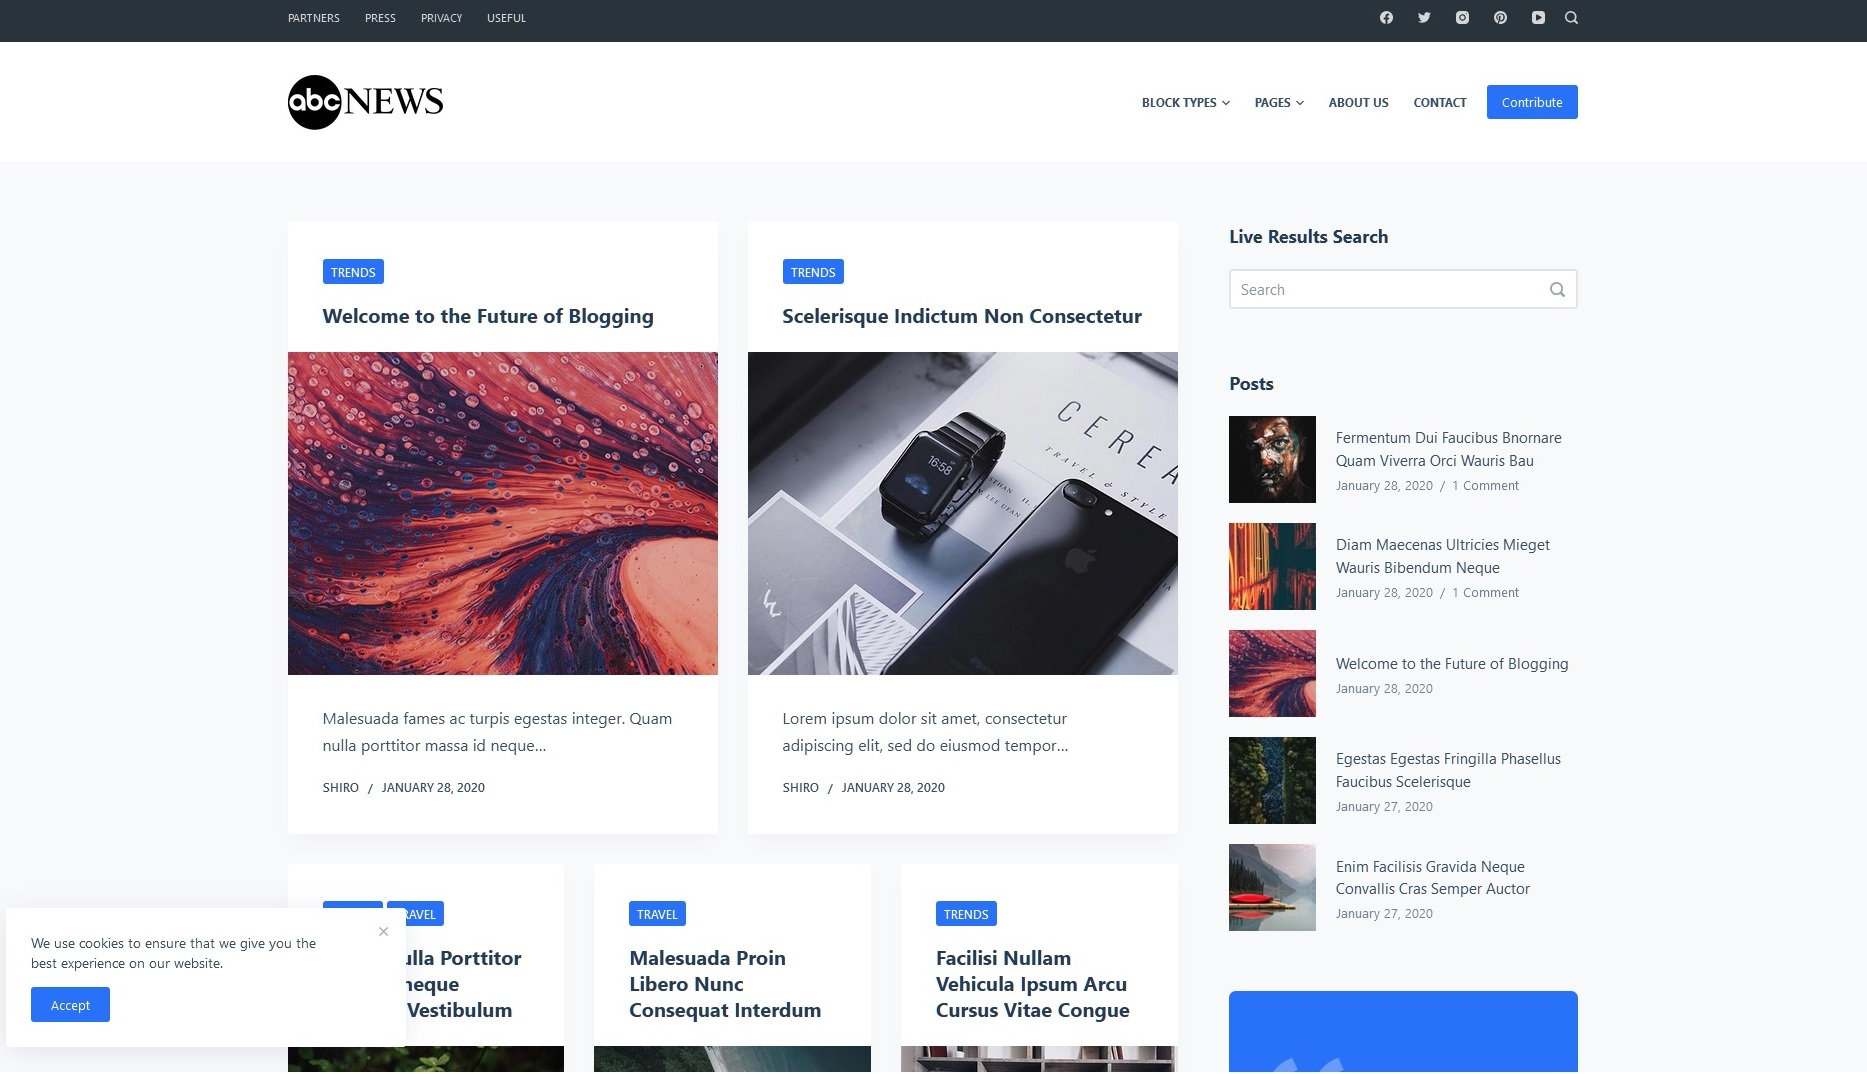 PARTNERS PRESS PRIVACY USEFUL
abc NEWS
BLOCK TYPES PAGES ABOUT US CONTACT Contribute
TRENDS
Welcome to the Future of Blogging
Malesuada fames ac turpis egestas integer. Quam
nulla porttitor massa id neque…
SHIRO / JANUARY 28, 2020
TRENDS
Scelerisque Indictum Non Consectetur
16:58
CEREA
TRAVEL & STYLE
Lorem ipsum dolor sit amet, consectetur
adipiscing elit, sed do eiusmod tempor…
SHIRO / JANUARY 28, 2020
Live Results Search
Search
Posts
Fermentum Dui Faucibus Bnornare
Quam Viverra Orci Wauris Bau
January 28, 2020 / 1 Comment
Diam Maecenas Ultricies Mieget
Wauris Bibendum Neque
January 28, 2020 / 1 Comment
Welcome to the Future of Blogging
January 28, 2020
Egestas Egestas Fringilla Phasellus
Faucibus Scelerisque
January 27, 2020
Enim Facilisis Gravida Neque
Convallis Cras Semper Auctor
January 27, 2020
RAVEL
ulla Porttitor
neque
Vestibulum
TRAVEL
Malesuada Proin
Libero Nunc
Consequat Interdum
TRENDS
Facilisi Nullam
Vehicula Ipsum Arcu
Cursus Vitae Congue
We use cookies to ensure that we give you the
best experience on our website.
Accept